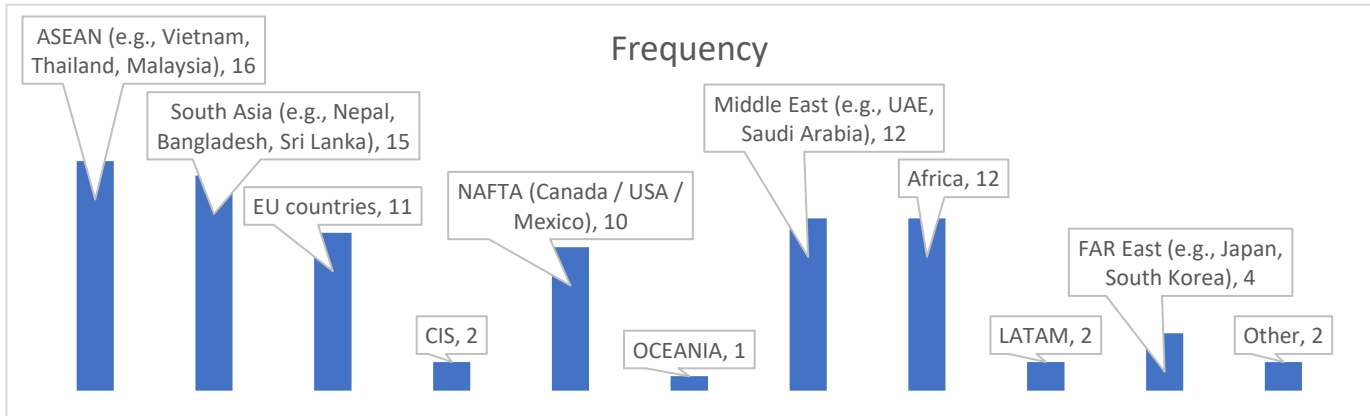 Frequency
ASEAN (e.g., Vietnam,
Thailand, Malaysia), 16
South Asia (e.g., Nepal,
Bangladesh, Sri Lanka), 15
EU countries, 11
CIS, 2
NAFTA (Canada / USA /
Mexico), 10
OCEANIA, 1
Middle East (e.g., UAE,
Saudi Arabia), 12
Africa, 12
LATAM, 2
FAR East (e.g., Japan,
South Korea), 4
Other, 2